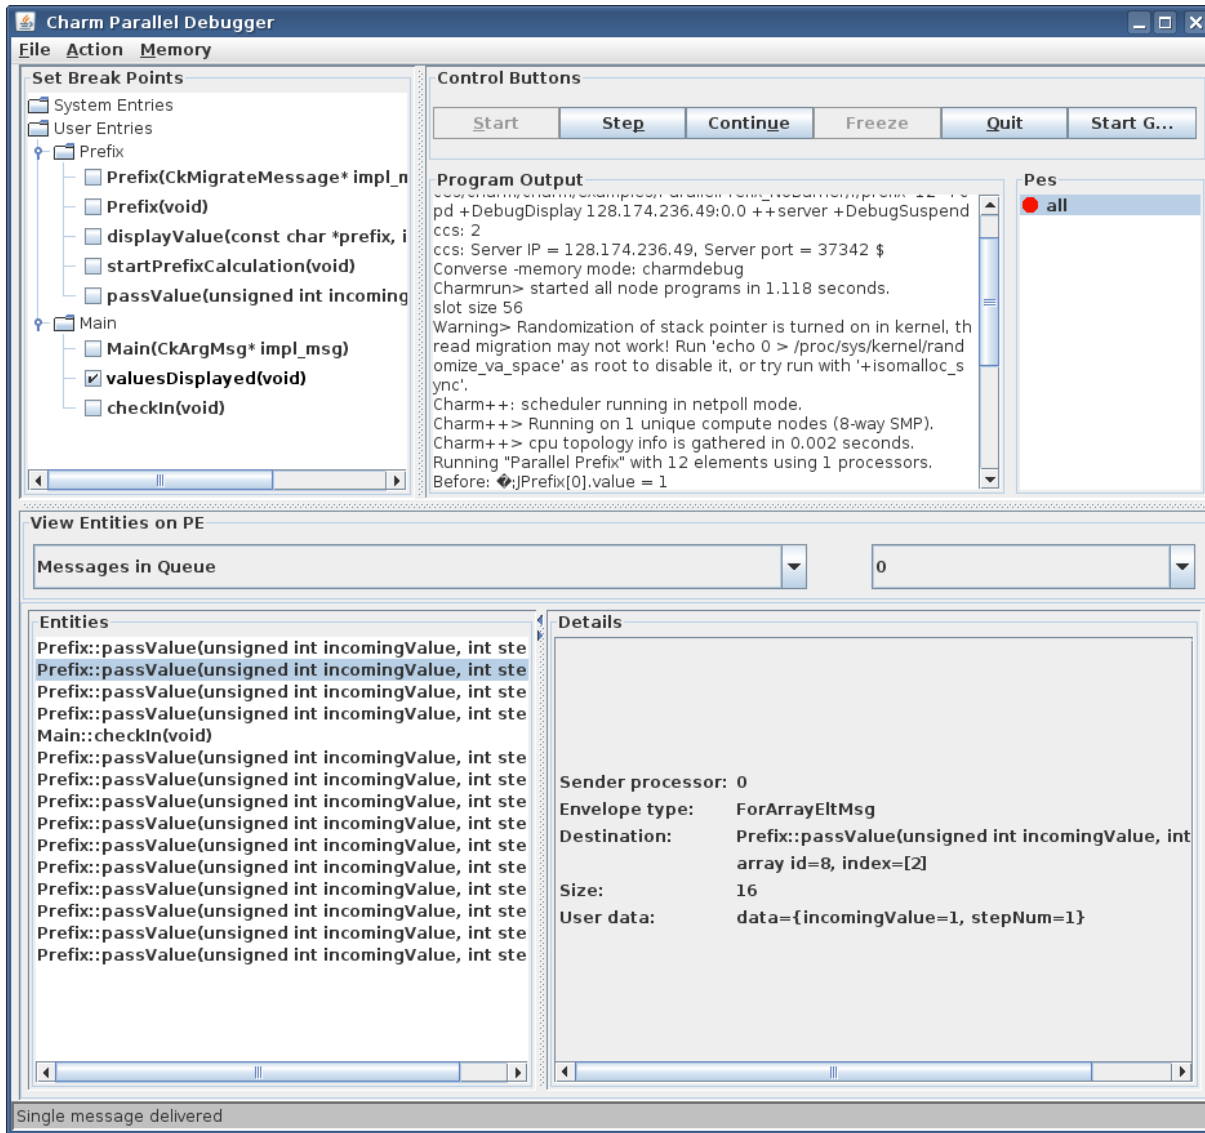 Charm Parallel Debugger
File Action Memory
Set Break Points
System Entries
User Entries
Prefix
Prefix(CkMigrateMessage* impl_n
Prefix(void)
displayValue(const char *prefix, i
startPrefixCalculation(void)
passValue(unsigned int incoming
Main
Main(CkArgMsg* impl_msg)
valuesDisplayed(void)
checkIn(void)
Control Buttons
Start Step Continue Freeze Quit Start G...
Program Output
pd +DebugDisplay 128.174.236.49:0.0 ++server +DebugSuspend
ccs: 2
ccs: Server IP = 128.174.236.49, Server port = 37342 $
Converse -memory mode: charmdebug
Charmrun> started all node programs in 1.118 seconds.
slot size 56
Warning> Randomization of stack pointer is turned on in kernel, th
read migration may not work! Run 'echo 0 > /proc/sys/kernel/rand
omize_va_space' as root to disable it, or try run with '+isomalloc_s
ync'.
Charm++: scheduler running in netpoll mode.
Charm++> Running on 1 unique compute nodes (8-way SMP).
Charm++> cpu topology info is gathered in 0.002 seconds.
Running "Parallel Prefix" with 12 elements using 1 processors.
Before: �;JPrefix[0].value = 1
Pes
all
View Entities on PE
Messages in Queue 0
Entities
Prefix::passValue(unsigned int incomingValue, int ste
Prefix::passValue(unsigned int incomingValue, int ste
Prefix::passValue(unsigned int incomingValue, int ste
Prefix::passValue(unsigned int incomingValue, int ste
Main::checkIn(void)
Prefix::passValue(unsigned int incomingValue, int ste
Prefix::passValue(unsigned int incomingValue, int ste
Prefix::passValue(unsigned int incomingValue, int ste
Prefix::passValue(unsigned int incomingValue, int ste
Prefix::passValue(unsigned int incomingValue, int ste
Prefix::passValue(unsigned int incomingValue, int ste
Prefix::passValue(unsigned int incomingValue, int ste
Prefix::passValue(unsigned int incomingValue, int ste
Prefix::passValue(unsigned int incomingValue, int ste
Prefix::passValue(unsigned int incomingValue, int ste
Details
Sender processor: 0
Envelope type: ForArrayEltMsg
Destination: Prefix::passValue(unsigned int incomingValue, int
array id=8, index=[2]
Size: 16
User data: data={incomingValue=1, stepNum=1}
Single message delivered